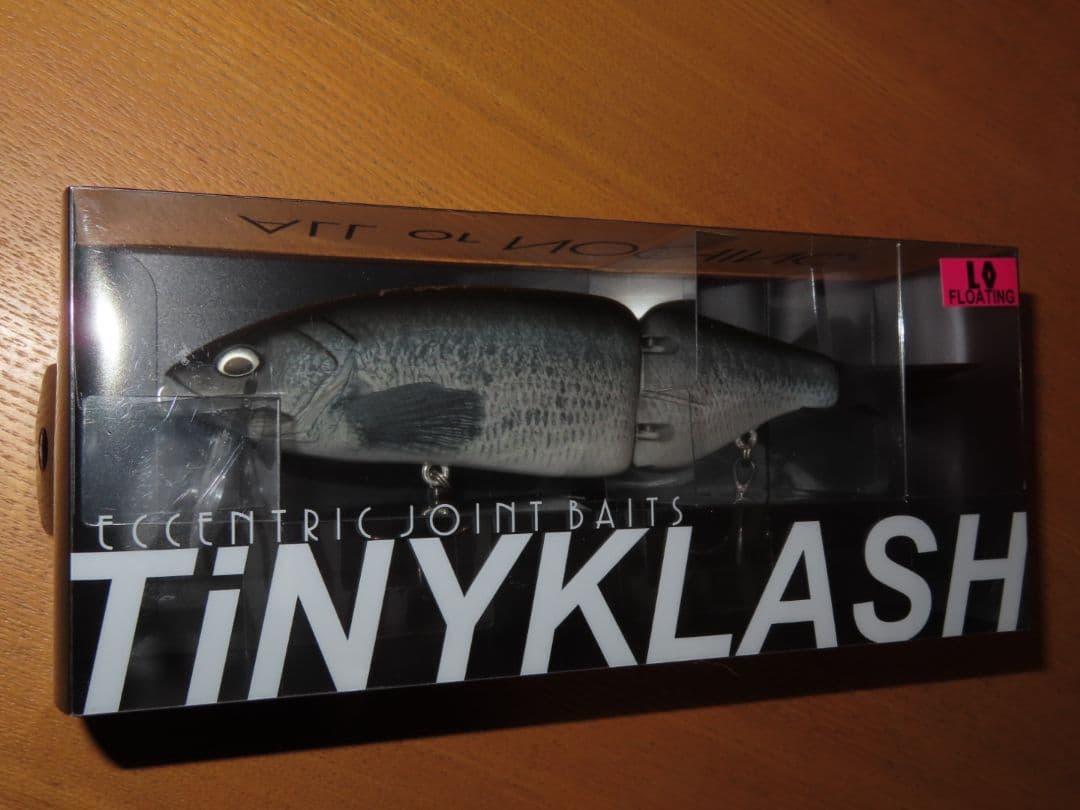 ALL OR NOTHING
LO
FLOATING
ECCENTRIC JOINT BAITS
TiNYKLASH